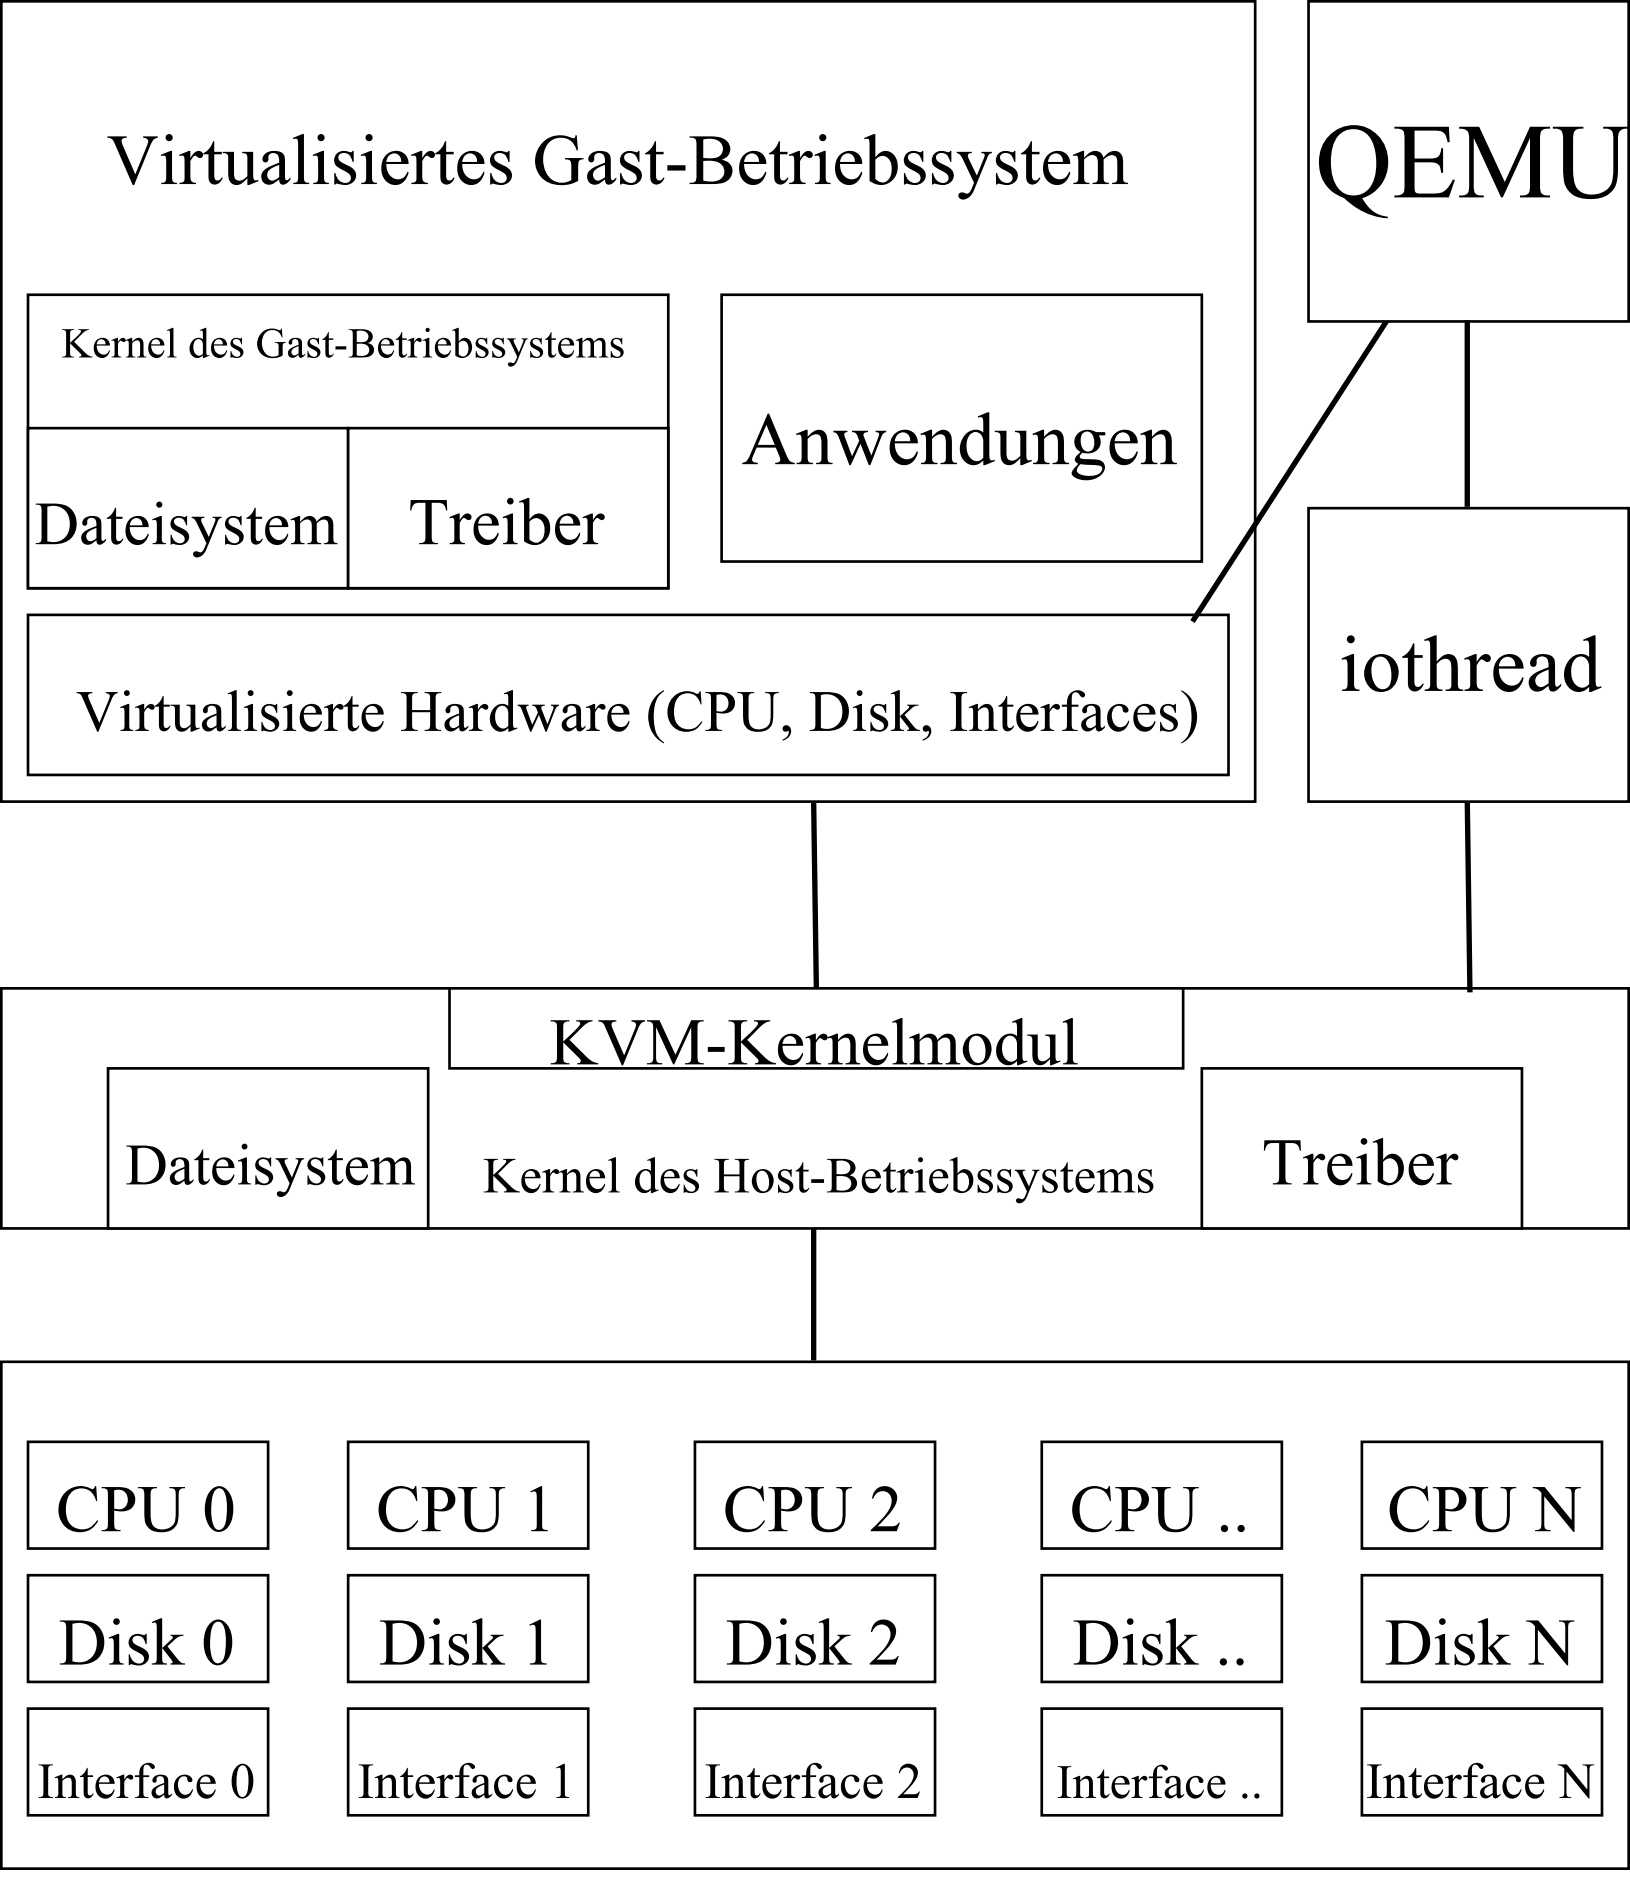 Virtualisiertes Gast-Betriebssystem
QEMU
Kernel des Gast-Betriebssystems
Anwendungen
Dateisystem
Treiber
iothread
Virtualisierte Hardware (CPU, Disk, Interfaces)
KVM-Kernelmodul
Dateisystem
Kernel des Host-Betriebssystems
Treiber
CPU 0
CPU 1
CPU 2
CPU ..
CPU N
Disk 0
Disk 1
Disk 2
Disk ..
Disk N
Interface 0
Interface 1
Interface 2
Interface ..
Interface N